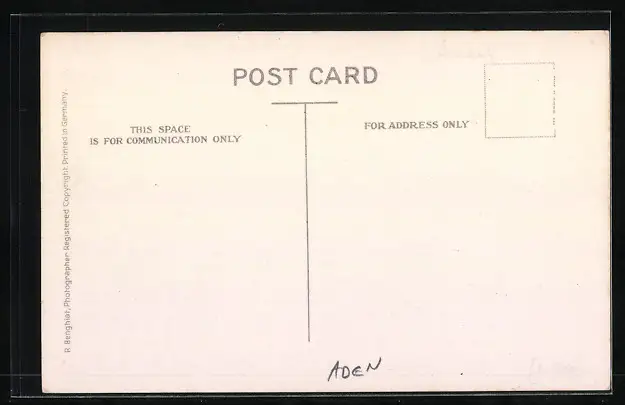 POST CARD
THIS SPACE
IS FOR COMMUNICATION ONLY
FOR ADDRESS ONLY
R. Benghiat, Photographer. Registered Copyright. Printed in Germany.
ADEN